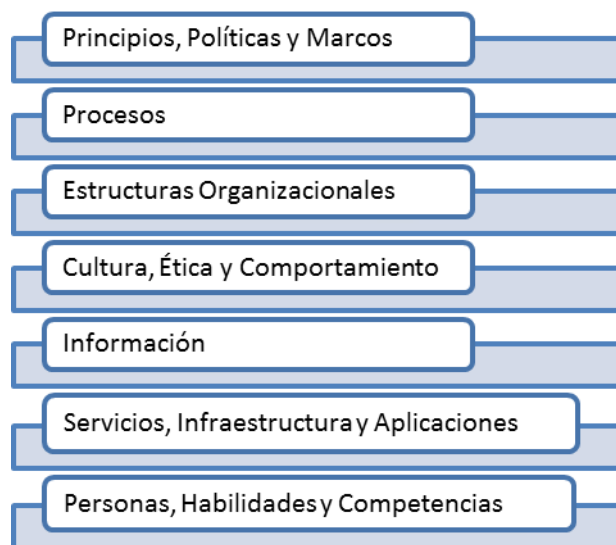 Principios, Políticas y Marcos
Procesos
Estructuras Organizacionales
Cultura, Ética y Comportamiento
Información
Servicios, Infraestructura y Aplicaciones
Personas, Habilidades y Competencias